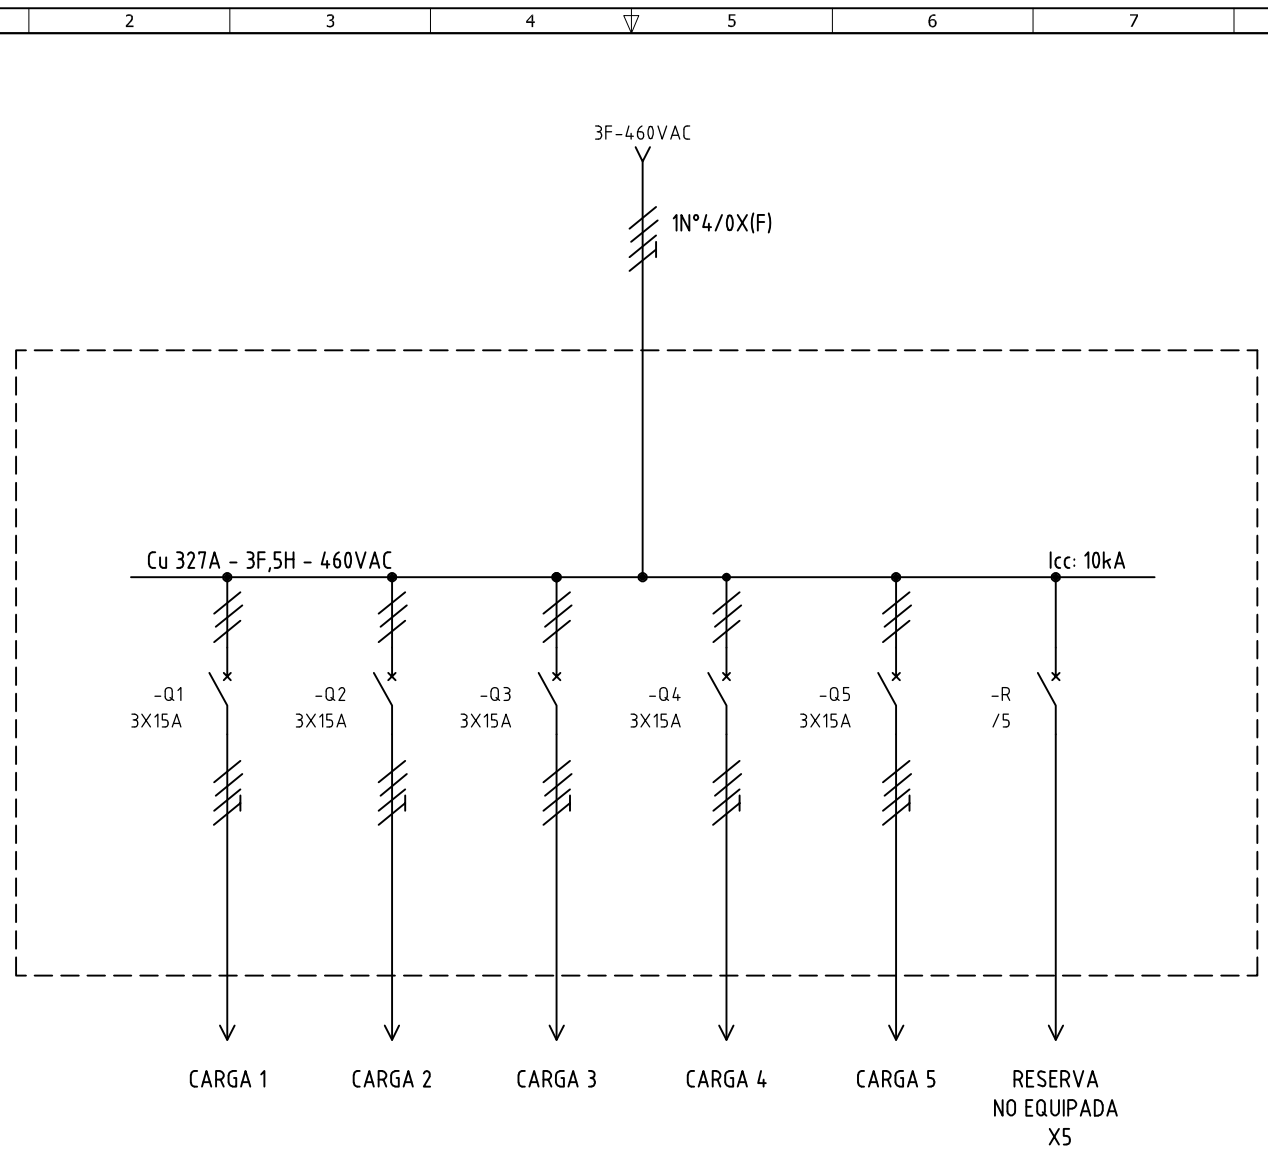 2 3 4 5 6 7
3F-460VAC
1N°4/0X(F)
Cu 327A - 3F,5H - 460VAC
Icc: 10kA
-Q1
3X15A
-Q2
3X15A
-Q3
3X15A
-Q4
3X15A
-Q5
3X15A
-R
/5
CARGA 1
CARGA 2
CARGA 3
CARGA 4
CARGA 5
RESERVA
NO EQUIPADA
X5